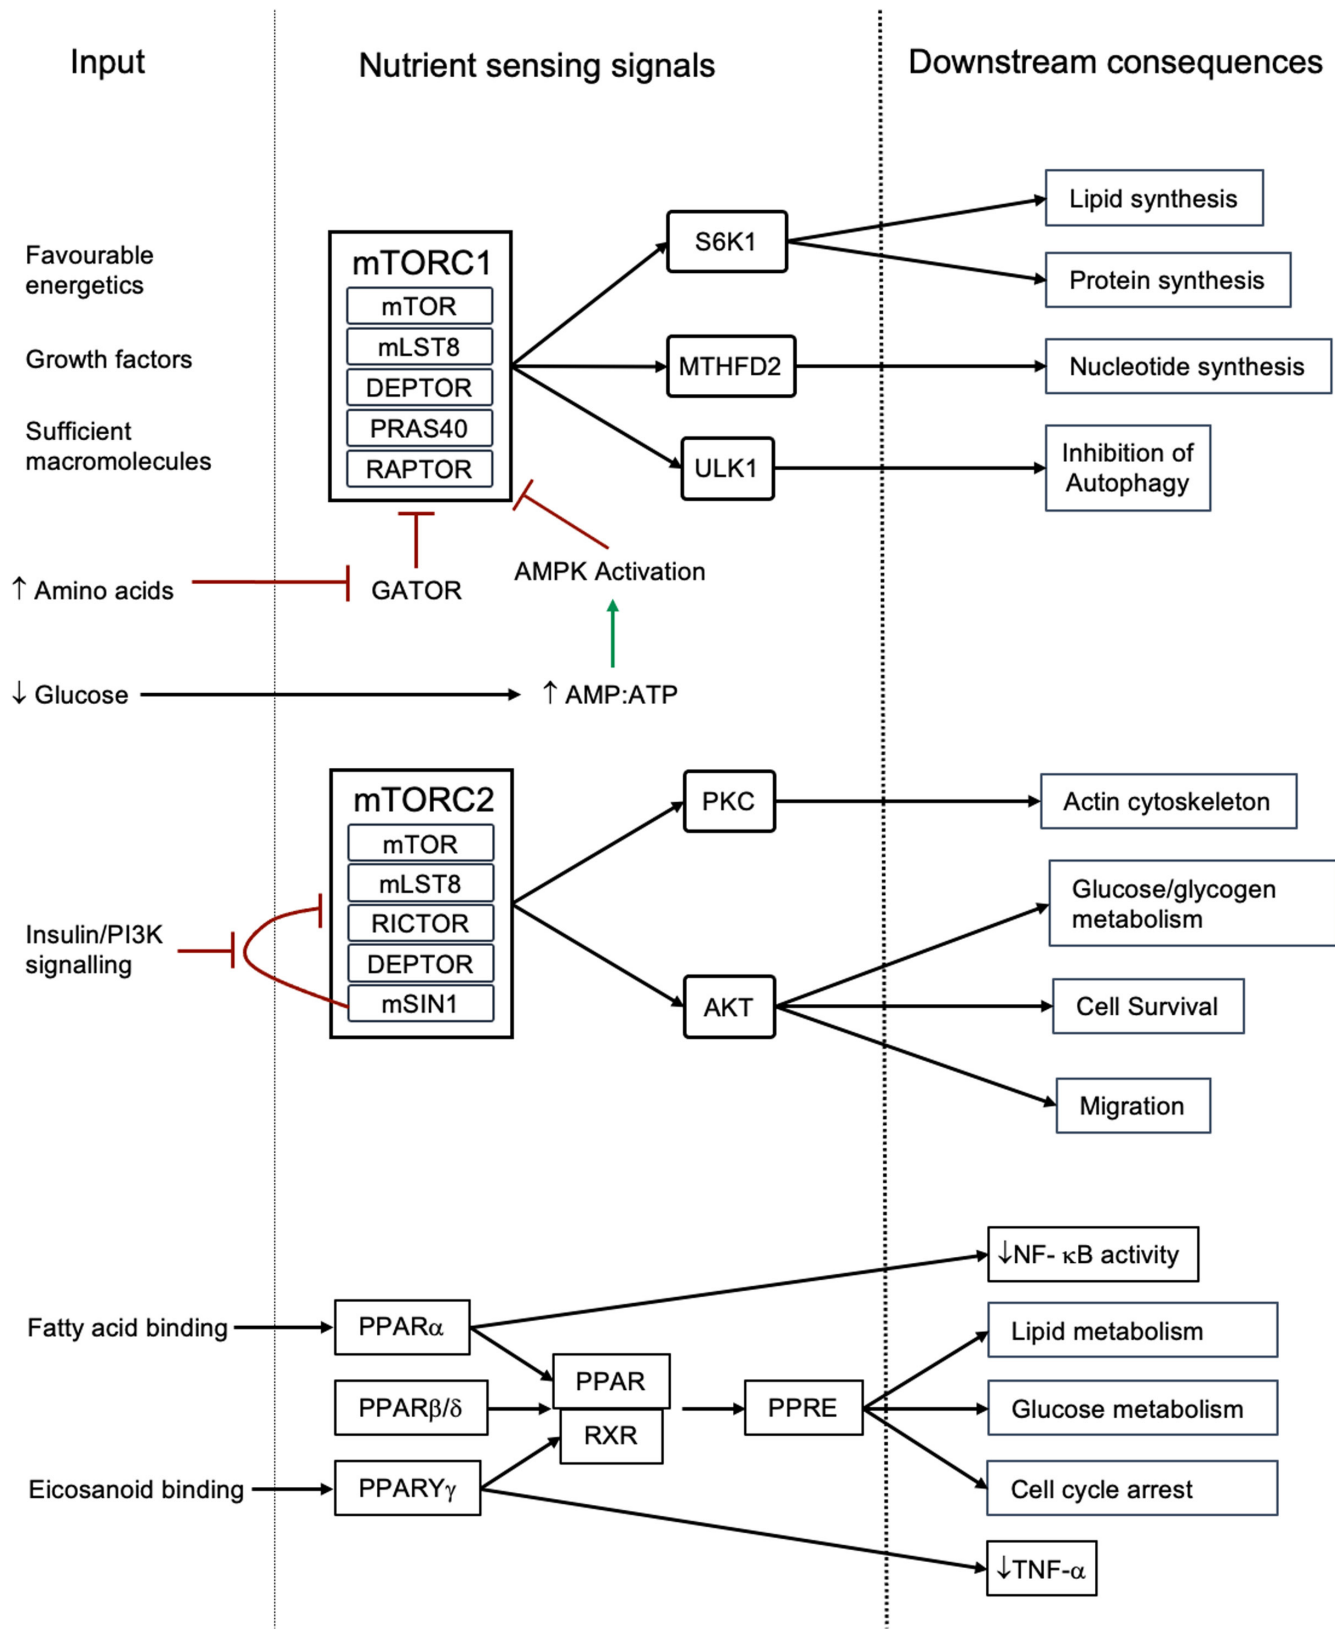 Input
Nutrient sensing signals
Downstream consequences
Favourable
energetics
Growth factors
Sufficient
macromolecules
mTORC1
mTOR
mLST8
DEPTOR
PRAS40
RAPTOR
S6K1
MTHFD2
ULK1
Lipid synthesis
Protein synthesis
Nucleotide synthesis
Inhibition of
Autophagy
↑ Amino acids
GATOR
AMPK Activation
↓ Glucose
↑ AMP:ATP
mTORC2
mTOR
mLST8
RICTOR
DEPTOR
mSIN1
Insulin/PI3K
signalling
PKC
AKT
Actin cytoskeleton
Glucose/glycogen
metabolism
Cell Survival
Migration
Fatty acid binding
Eicosanoid binding
PPARα
PPARβ/δ
PPARYγ
PPAR
RXR
PPRE
↓NF- κB activity
Lipid metabolism
Glucose metabolism
Cell cycle arrest
↓TNF-α